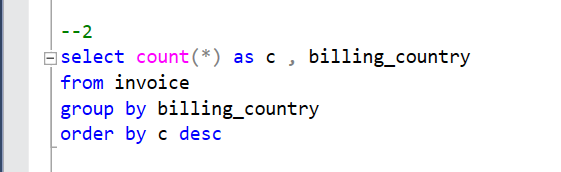 --2
select count(*) as c , billing_country
from invoice
group by billing_country
order by c desc